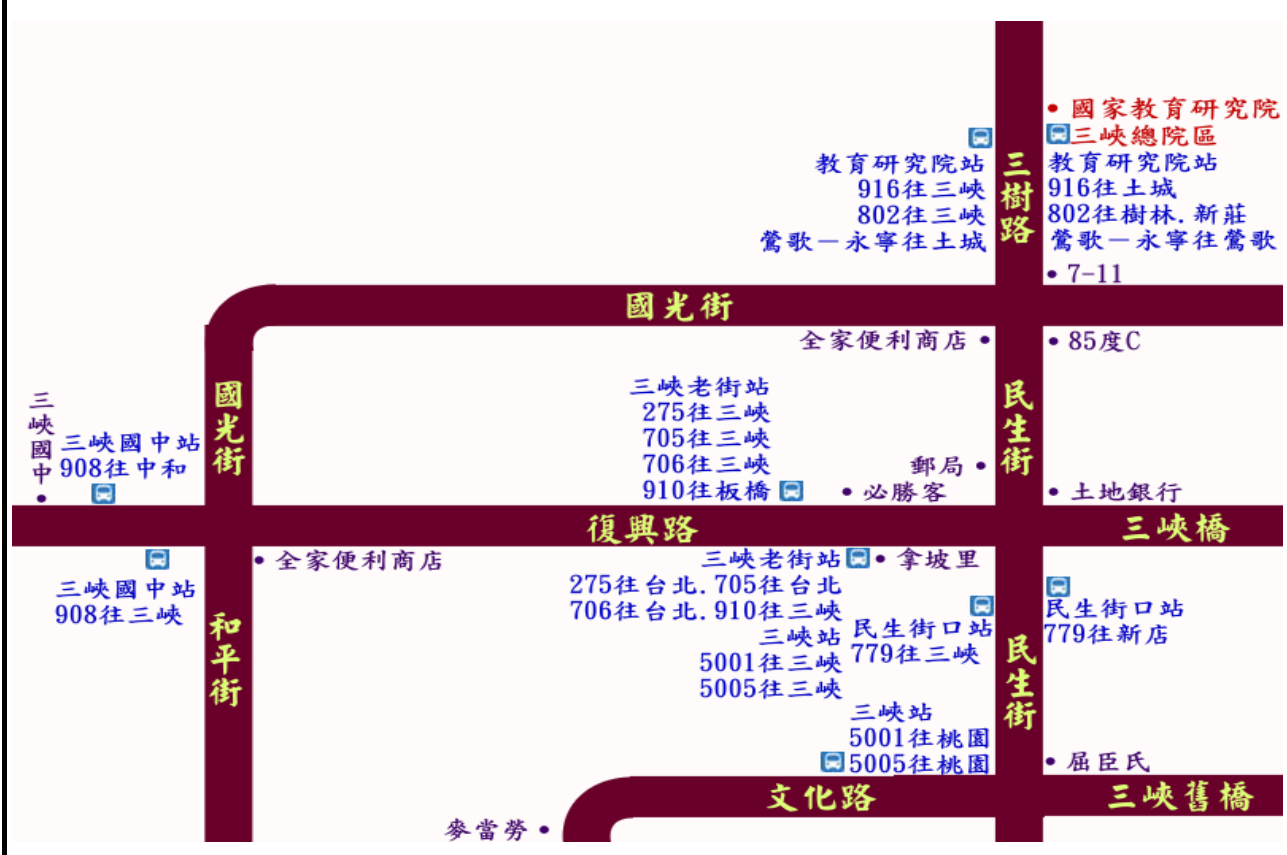 • 國家教育研究院
三峽總院區
教育研究院站
916往三峽
802往三峽
鶯歌－永寧往土城
三樹路
教育研究院站
916往土城
802往樹林.新莊
鶯歌－永寧往鶯歌
• 7-11
國光街
全家便利商店 •
• 85度C
三峽國中 •
三峽國中站
908往中和
國光街
三峽老街站
275往三峽
705往三峽
706往三峽
910往板橋
郵局 •
• 必勝客
民生街
• 土地銀行
復興路
三峽橋
三峽國中站
908往三峽
• 全家便利商店
和平街
三峽老街站
275往台北.705往台北
706往台北.910往三峽
三峽站
5001往三峽
5005往三峽
• 拿坡里
民生街口站
779往三峽
三峽站
5001往桃園
5005往桃園
民生街
民生街口站
779往新店
• 屈臣氏
文化路
三峽舊橋
麥當勞 •